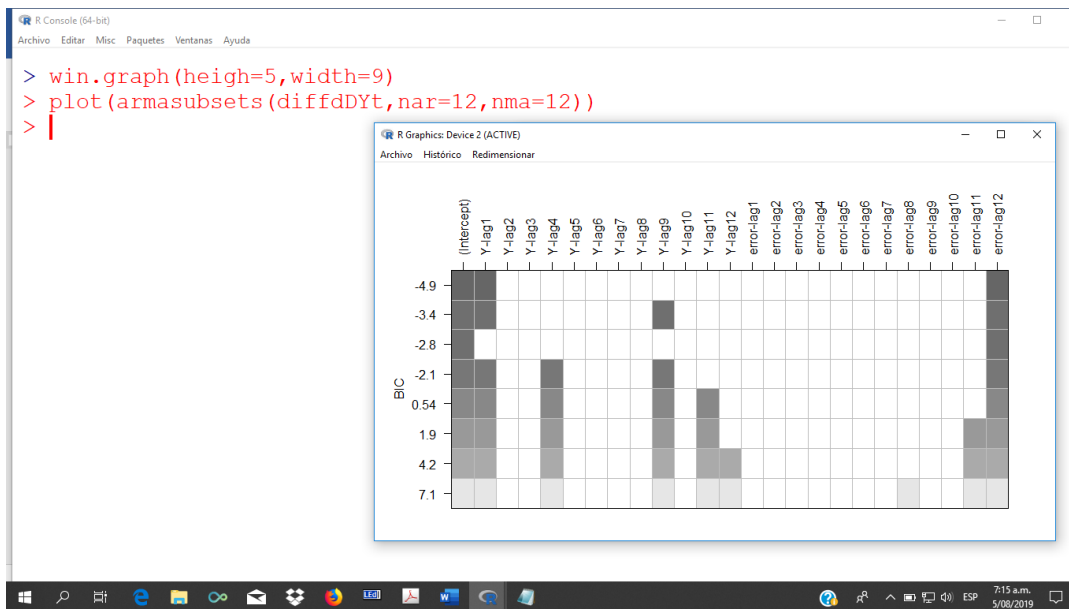 R Console (64-bit)
Archivo Editar Misc Paquetes Ventanas Ayuda
> win.graph(heigh=5,width=9)
> plot(armasubsets(diffdDYt,nar=12,nma=12))
>
R Graphics: Device 2 (ACTIVE)
Archivo Histórico Redimensionar
(Intercept)
Y-lag1
Y-lag2
Y-lag3
Y-lag4
Y-lag5
Y-lag6
Y-lag7
Y-lag8
Y-lag9
Y-lag10
Y-lag11
Y-lag12
error-lag1
error-lag2
error-lag3
error-lag4
error-lag5
error-lag6
error-lag7
error-lag8
error-lag9
error-lag10
error-lag11
error-lag12
BIC
-4.9
-3.4
-2.8
-2.1
0.54
1.9
4.2
7.1
LEd
ESP
7:15 a.m.
5/08/2019